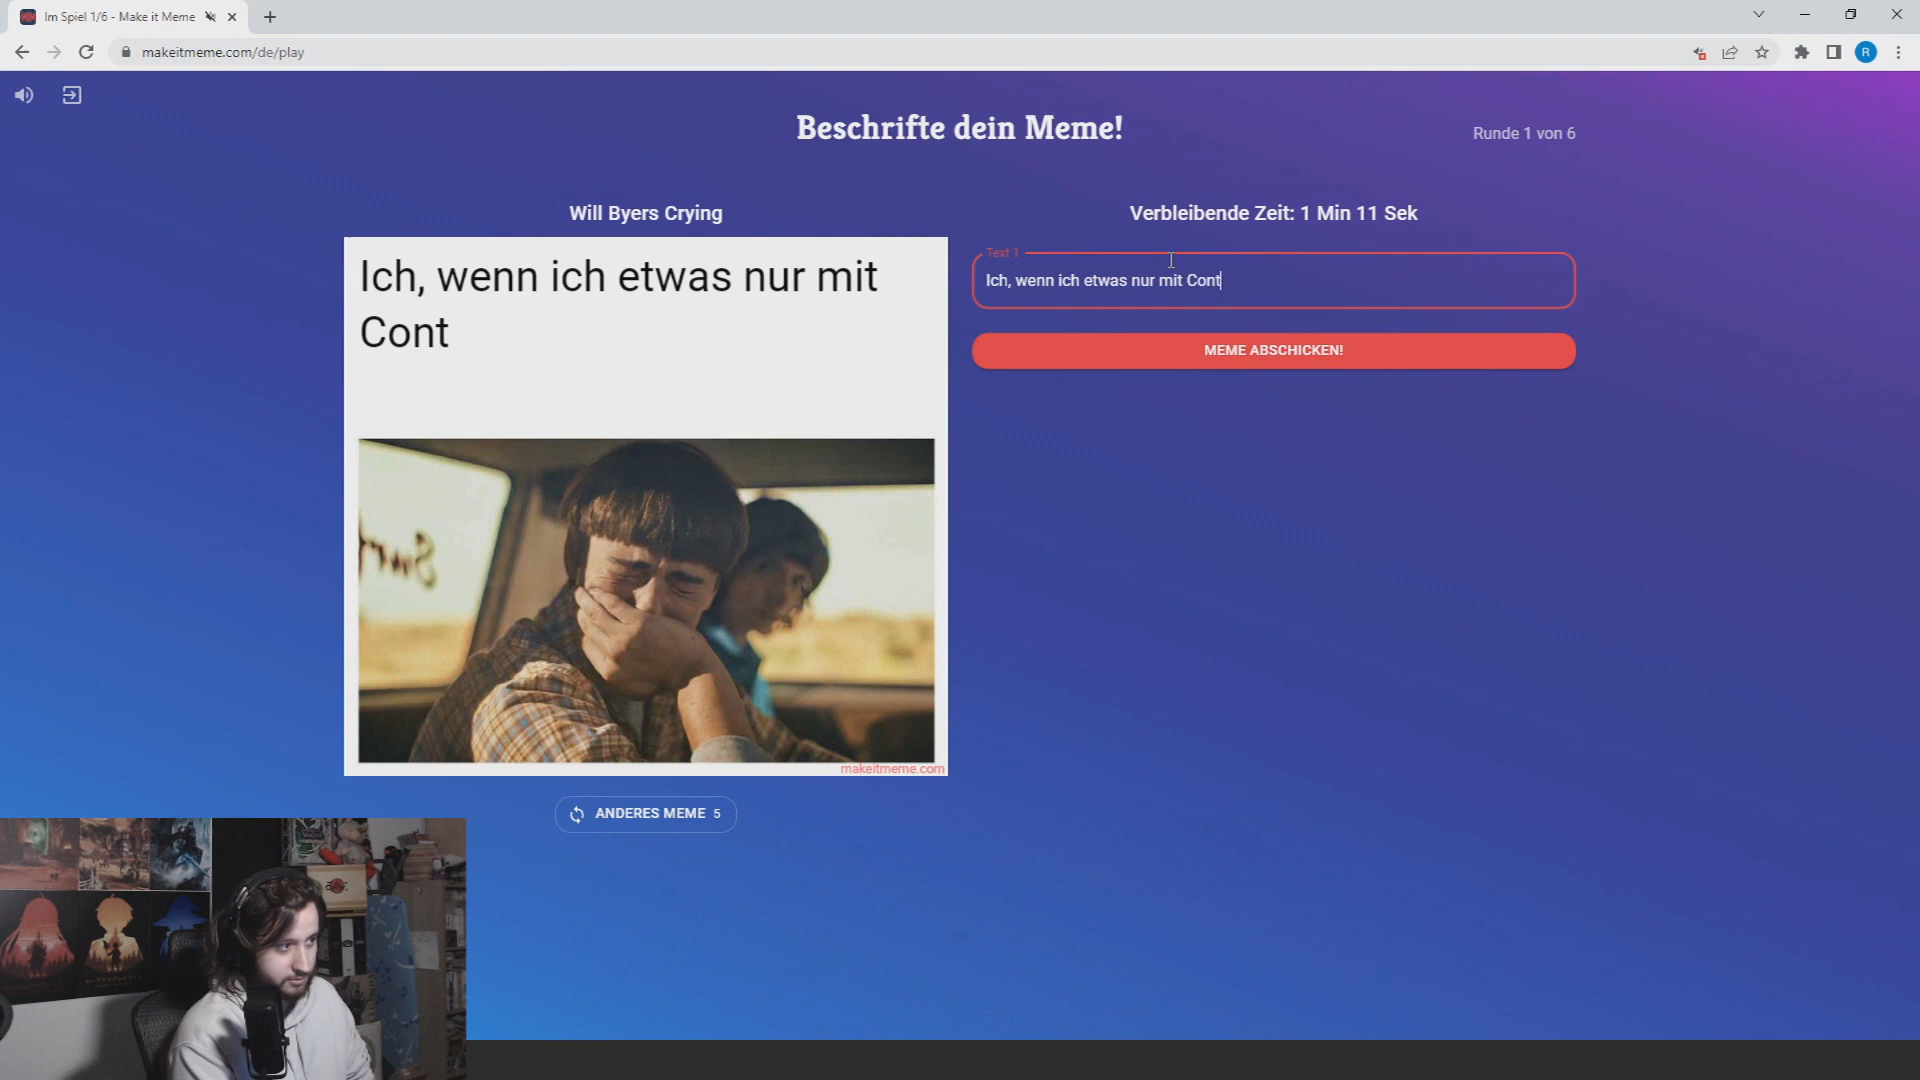 Im Spiel 1/6 - Make it Meme
makeitmeme.com/de/play
R
Beschrifte dein Meme!
Runde 1 von 6
Will Byers Crying
Verbleibende Zeit: 1 Min 11 Sek
Ich, wenn ich etwas nur mit
Cont
Text 1
Ich, wenn ich etwas nur mit Cont
MEME ABSCHICKEN!
makeitmeme.com
ANDERES MEME 5